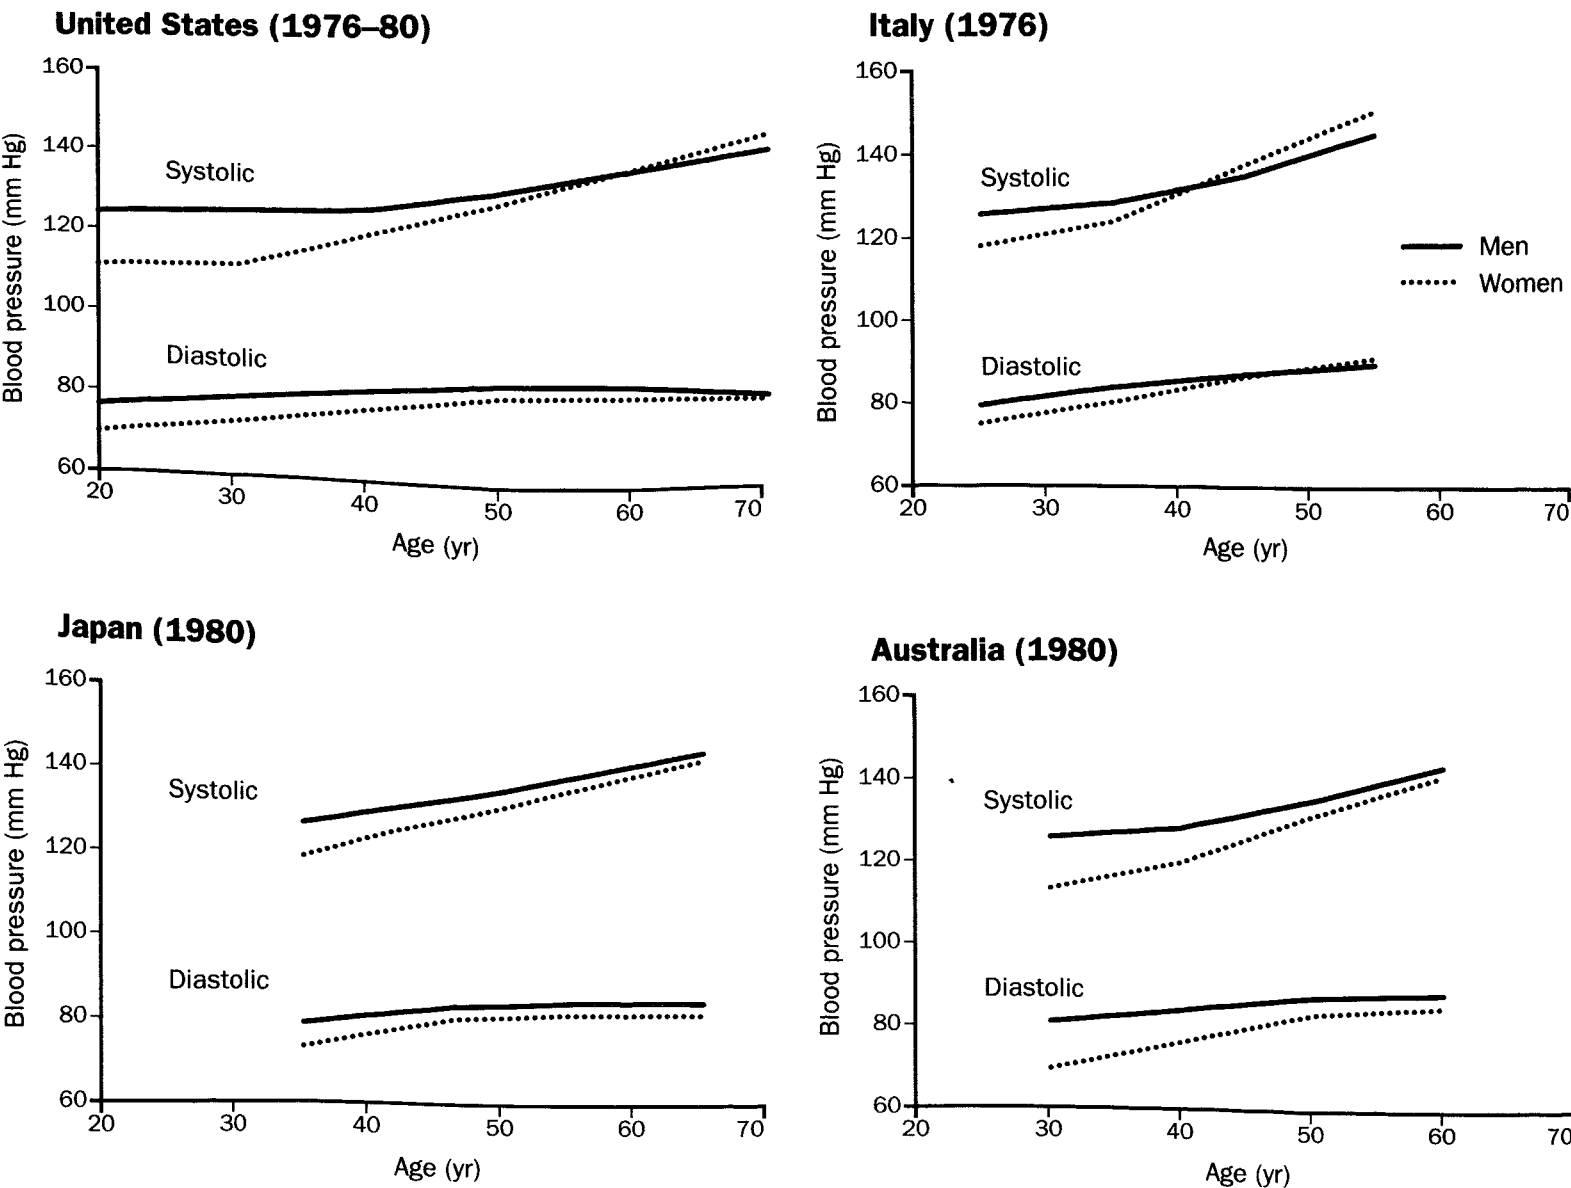 United States (1976–80)
160
140
120
100
80
60
Blood pressure (mm Hg)
Systolic
Diastolic
20 30 40 50 60 70
Age (yr)
Italy (1976)
160
140
120
100
80
60
Blood pressure (mm Hg)
Systolic
Diastolic
Men
Women
20 30 40 50 60 70
Age (yr)
Japan (1980)
160
140
120
100
80
60
Blood pressure (mm Hg)
Systolic
Diastolic
20 30 40 50 60 70
Age (yr)
Australia (1980)
160
140
120
100
80
60
Blood pressure (mm Hg)
Systolic
Diastolic
20 30 40 50 60 70
Age (yr)